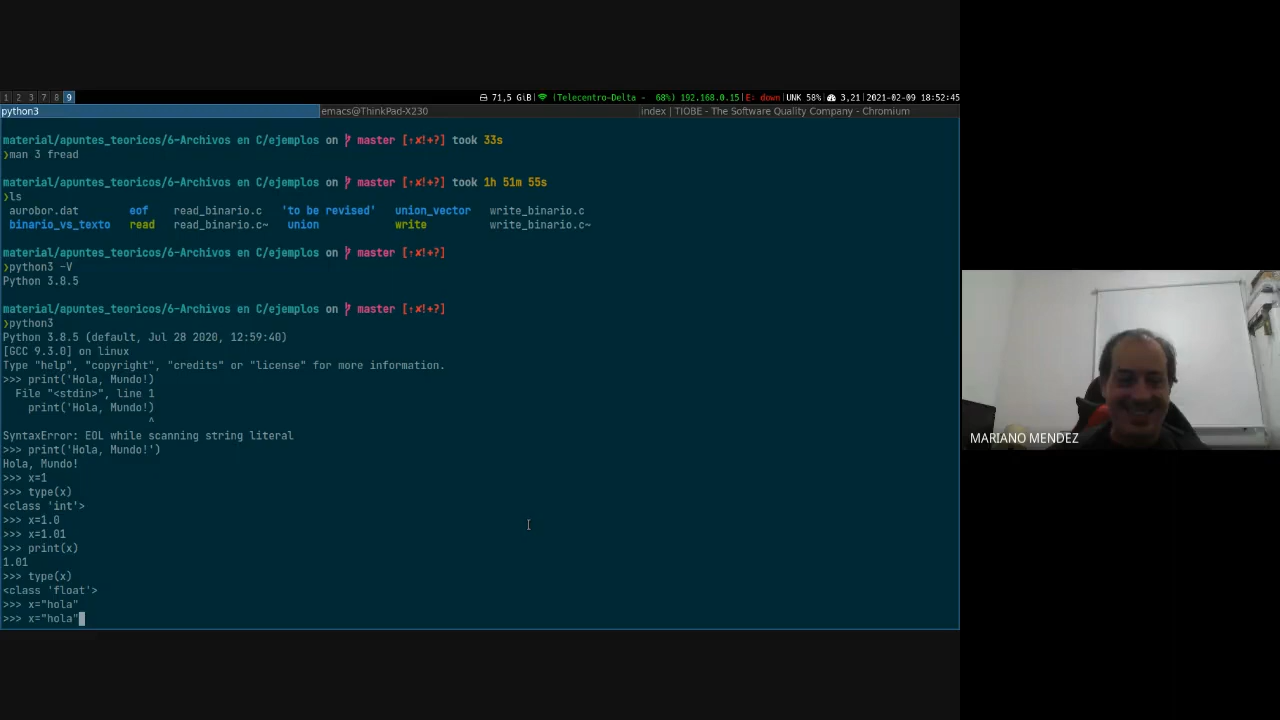 1 2 3 7 8 9 71,5 GiB (Telecentro-Delta - 68%) 192.168.0.15 E: down UNK 58% 3,21 2021-02-09 18:52:45
python3 emacs@ThinkPad-X230 index | TIOBE - The Software Quality Company - Chromium
material/apuntes_teoricos/6-Archivos en C/ejemplos on master [↑✘!+?] took 33s
❯man 3 fread
material/apuntes_teoricos/6-Archivos en C/ejemplos on master [↑✘!+?] took 1h 51m 55s
❯ls
aurobor.dat eof read_binario.c 'to be revised' union_vector write_binario.c
binario_vs_texto read read_binario.c~ union write write_binario.c~
material/apuntes_teoricos/6-Archivos en C/ejemplos on master [↑✘!+?]
❯python3 -V
Python 3.8.5
material/apuntes_teoricos/6-Archivos en C/ejemplos on master [↑✘!+?]
❯python3
Python 3.8.5 (default, Jul 28 2020, 12:59:40)
[GCC 9.3.0] on linux
Type "help", "copyright", "credits" or "license" for more information.
>>> print('Hola, Mundo!)
File "<stdin>", line 1
print('Hola, Mundo!)
^
SyntaxError: EOL while scanning string literal
>>> print('Hola, Mundo!')
Hola, Mundo!
>>> x=1
>>> type(x)
<class 'int'>
>>> x=1.0
>>> x=1.01
>>> print(x)
1.01
>>> type(x)
<class 'float'>
>>> x="hola"
>>> x="hola"
MARIANO MENDEZ